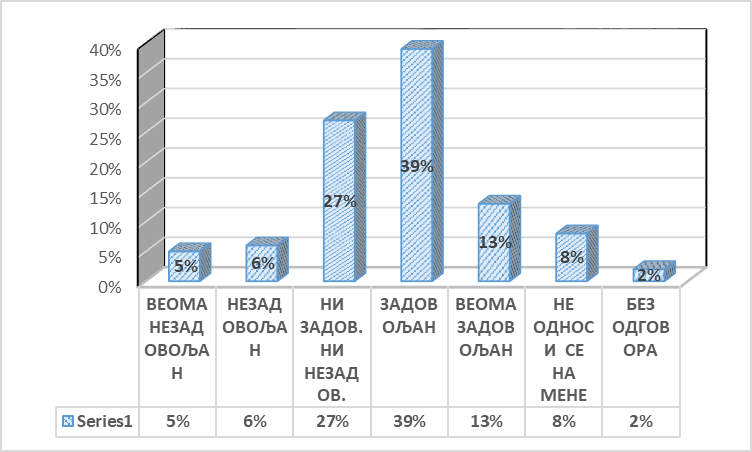 40%
35%
30%
25%
20%
15%
10%
5%
0%
5%
6%
27%
39%
13%
8%
2%
ВЕОМА
НЕЗАД
ОВОЉА
Н
НЕЗАД
ОВОЉА
Н
НИ
ЗАДОВ.
НИ
НЕЗАД
ОВ.
ЗАДОВ
ОЉАН
ВЕОМА
ЗАДОВ
ОЉАН
НЕ
ОДНОС
И СЕ
НА
МЕНЕ
БЕЗ
ОДГОВ
ОРА
Series1 5% 6% 27% 39% 13% 8% 2%